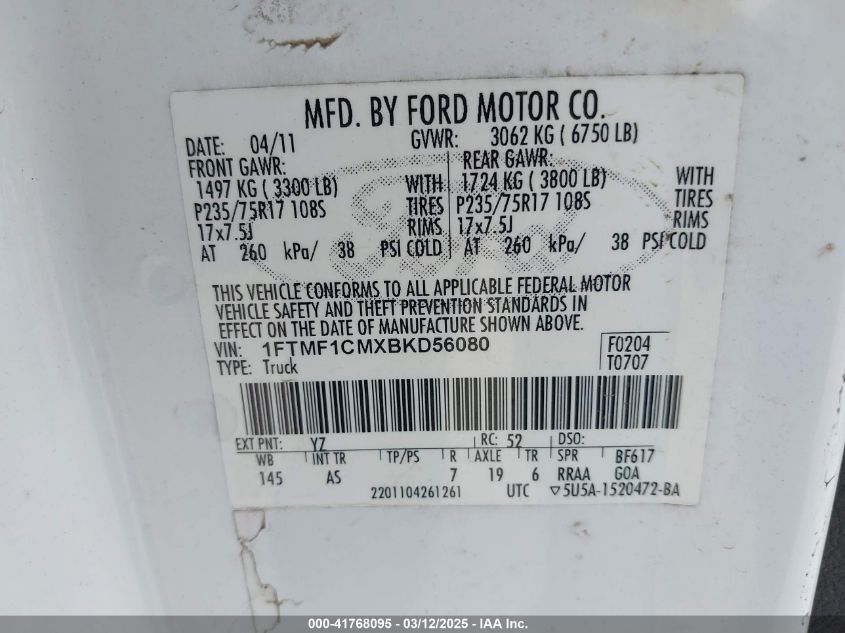 MFD. BY FORD MOTOR CO.
DATE: 04/11 GVWR: 3062 KG ( 6750 LB)
FRONT GAWR: REAR GAWR:
1497 KG ( 3300 LB) WITH 1724 KG ( 3800 LB) WITH
P235/75R17 108S TIRES P235/75R17 108S TIRES
17x7.5J RIMS 17x7.5J RIMS
AT 260 kPa/ 38 PSI COLD AT 260 kPa/ 38 PSI COLD
THIS VEHICLE CONFORMS TO ALL APPLICABLE FEDERAL MOTOR
VEHICLE SAFETY AND THEFT PREVENTION STANDARDS IN
EFFECT ON THE DATE OF MANUFACTURE SHOWN ABOVE.
VIN: 1FTMF1CMXBKD56080 F0204
TYPE: Truck T0707
EXT PNT: YZ RC: 52 DSO:
WB INT TR TP/PS R AXLE TR SPR BF617
145 AS 7 19 6 RRAA GOA
2201104261261 UTC ▽5U5A-1520472-BA
000-41768095 - 03/12/2025 - IAA Inc.